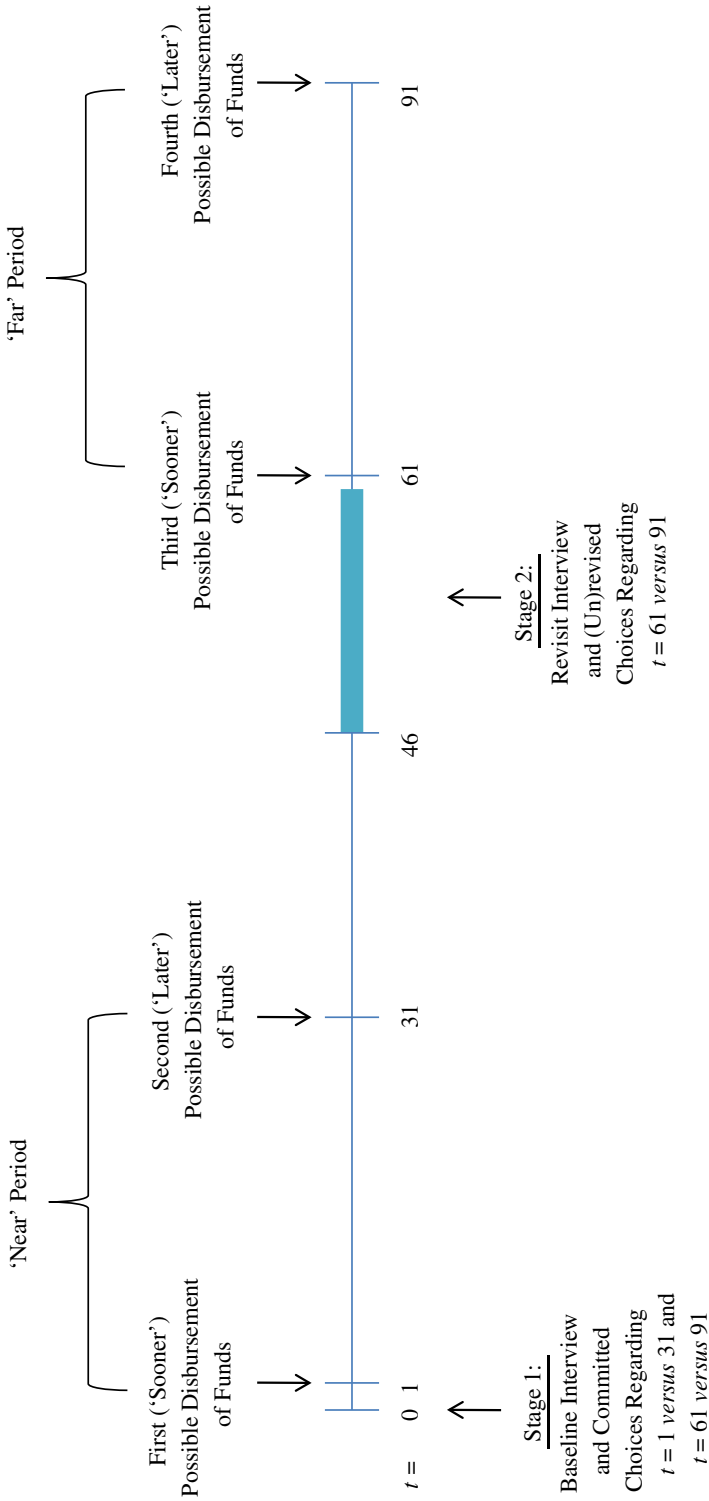 ‘Near’ Period
‘Far’ Period
First (‘Sooner’)
Possible Disbursement
of Funds
Second (‘Later’)
Possible Disbursement
of Funds
Third (‘Sooner’)
Possible Disbursement
of Funds
Fourth (‘Later’)
Possible Disbursement
of Funds
t = 0 1 31 46 61 91
Stage 1:
Baseline Interview
and Committed
Choices Regarding
t = 1 versus 31 and
t = 61 versus 91
Stage 2:
Revisit Interview
and (Un)revised
Choices Regarding
t = 61 versus 91